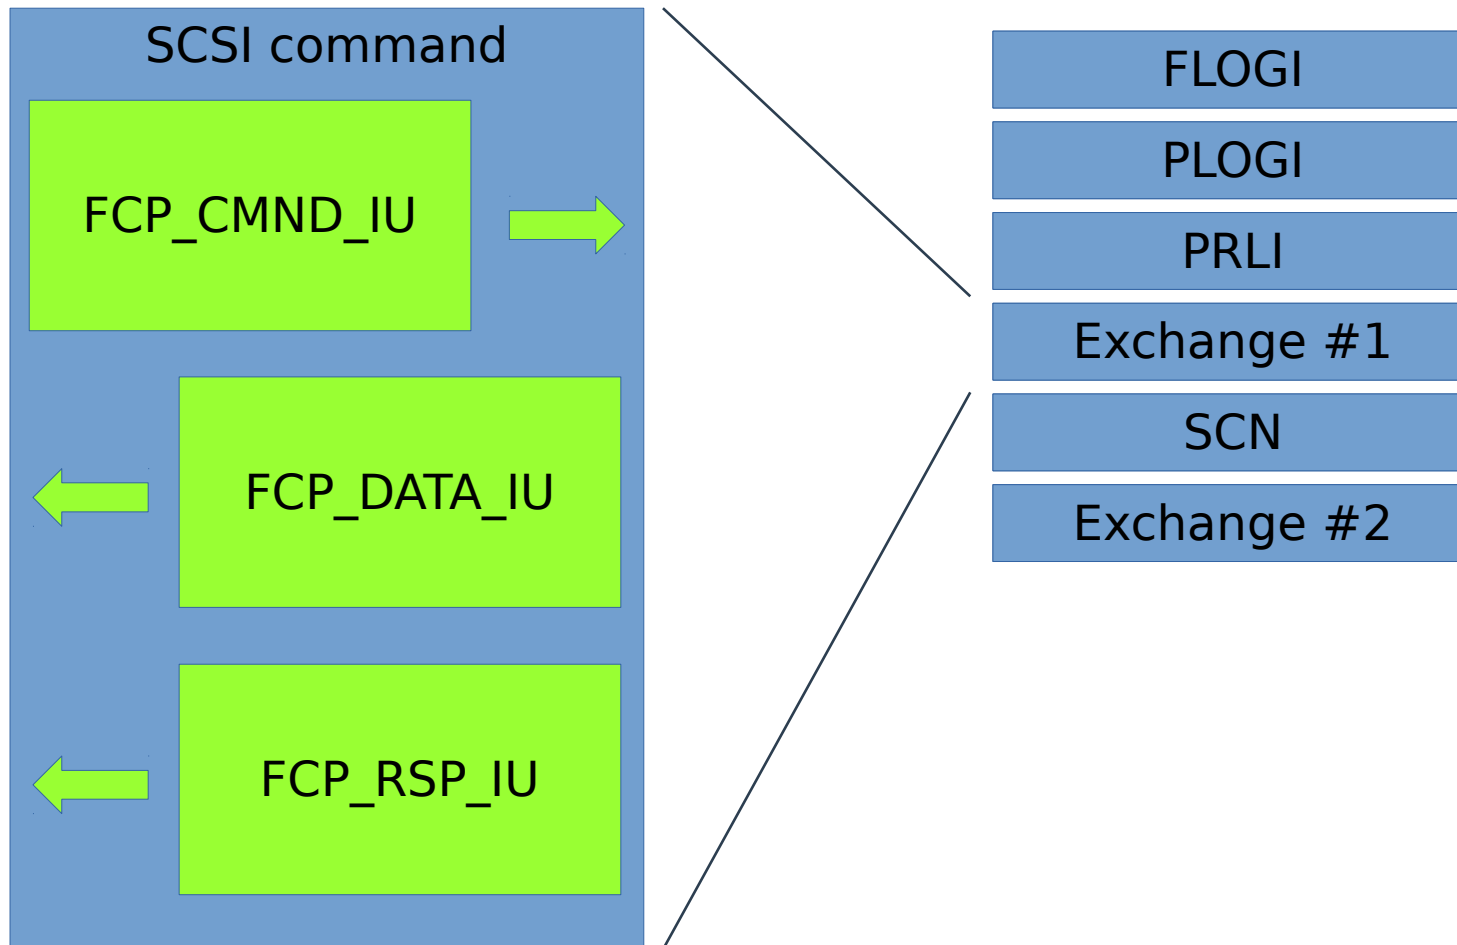 SCSI command
FCP_CMND_IU
FCP_DATA_IU
FCP_RSP_IU
FLOGI
PLOGI
PRLI
Exchange #1
SCN
Exchange #2